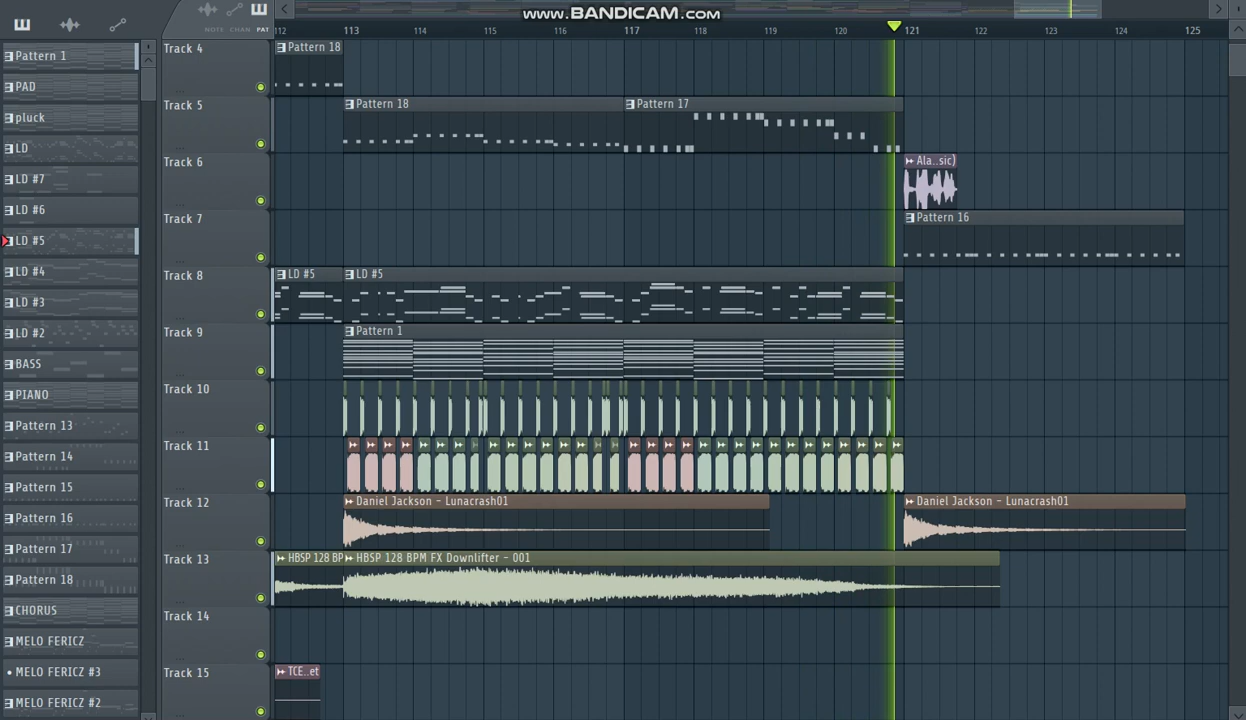 www.BANDICAM.com
NOTE CHAN PAT
112 113 114 115 116 117 118 119 120 121 122 123 124 125
Pattern 1
PAD
pluck
LD
LD #7
LD #6
LD #5
LD #4
LD #3
LD #2
BASS
PIANO
Pattern 13
Pattern 14
Pattern 15
Pattern 16
Pattern 17
Pattern 18
CHORUS
MELO FERICZ
MELO FERICZ #3
MELO FERICZ #2
Track 4
Pattern 18
Track 5
Pattern 18
Pattern 17
Track 6
Ala..sic)
Track 7
Pattern 16
Track 8
LD #5
LD #5
Track 9
Pattern 1
Track 10
Track 11
Track 12
Daniel Jackson - Lunacrash01
Daniel Jackson - Lunacrash01
Track 13
HBSP 128 BP
HBSP 128 BPM FX Downlifter - 001
Track 14
Track 15
TCE..et